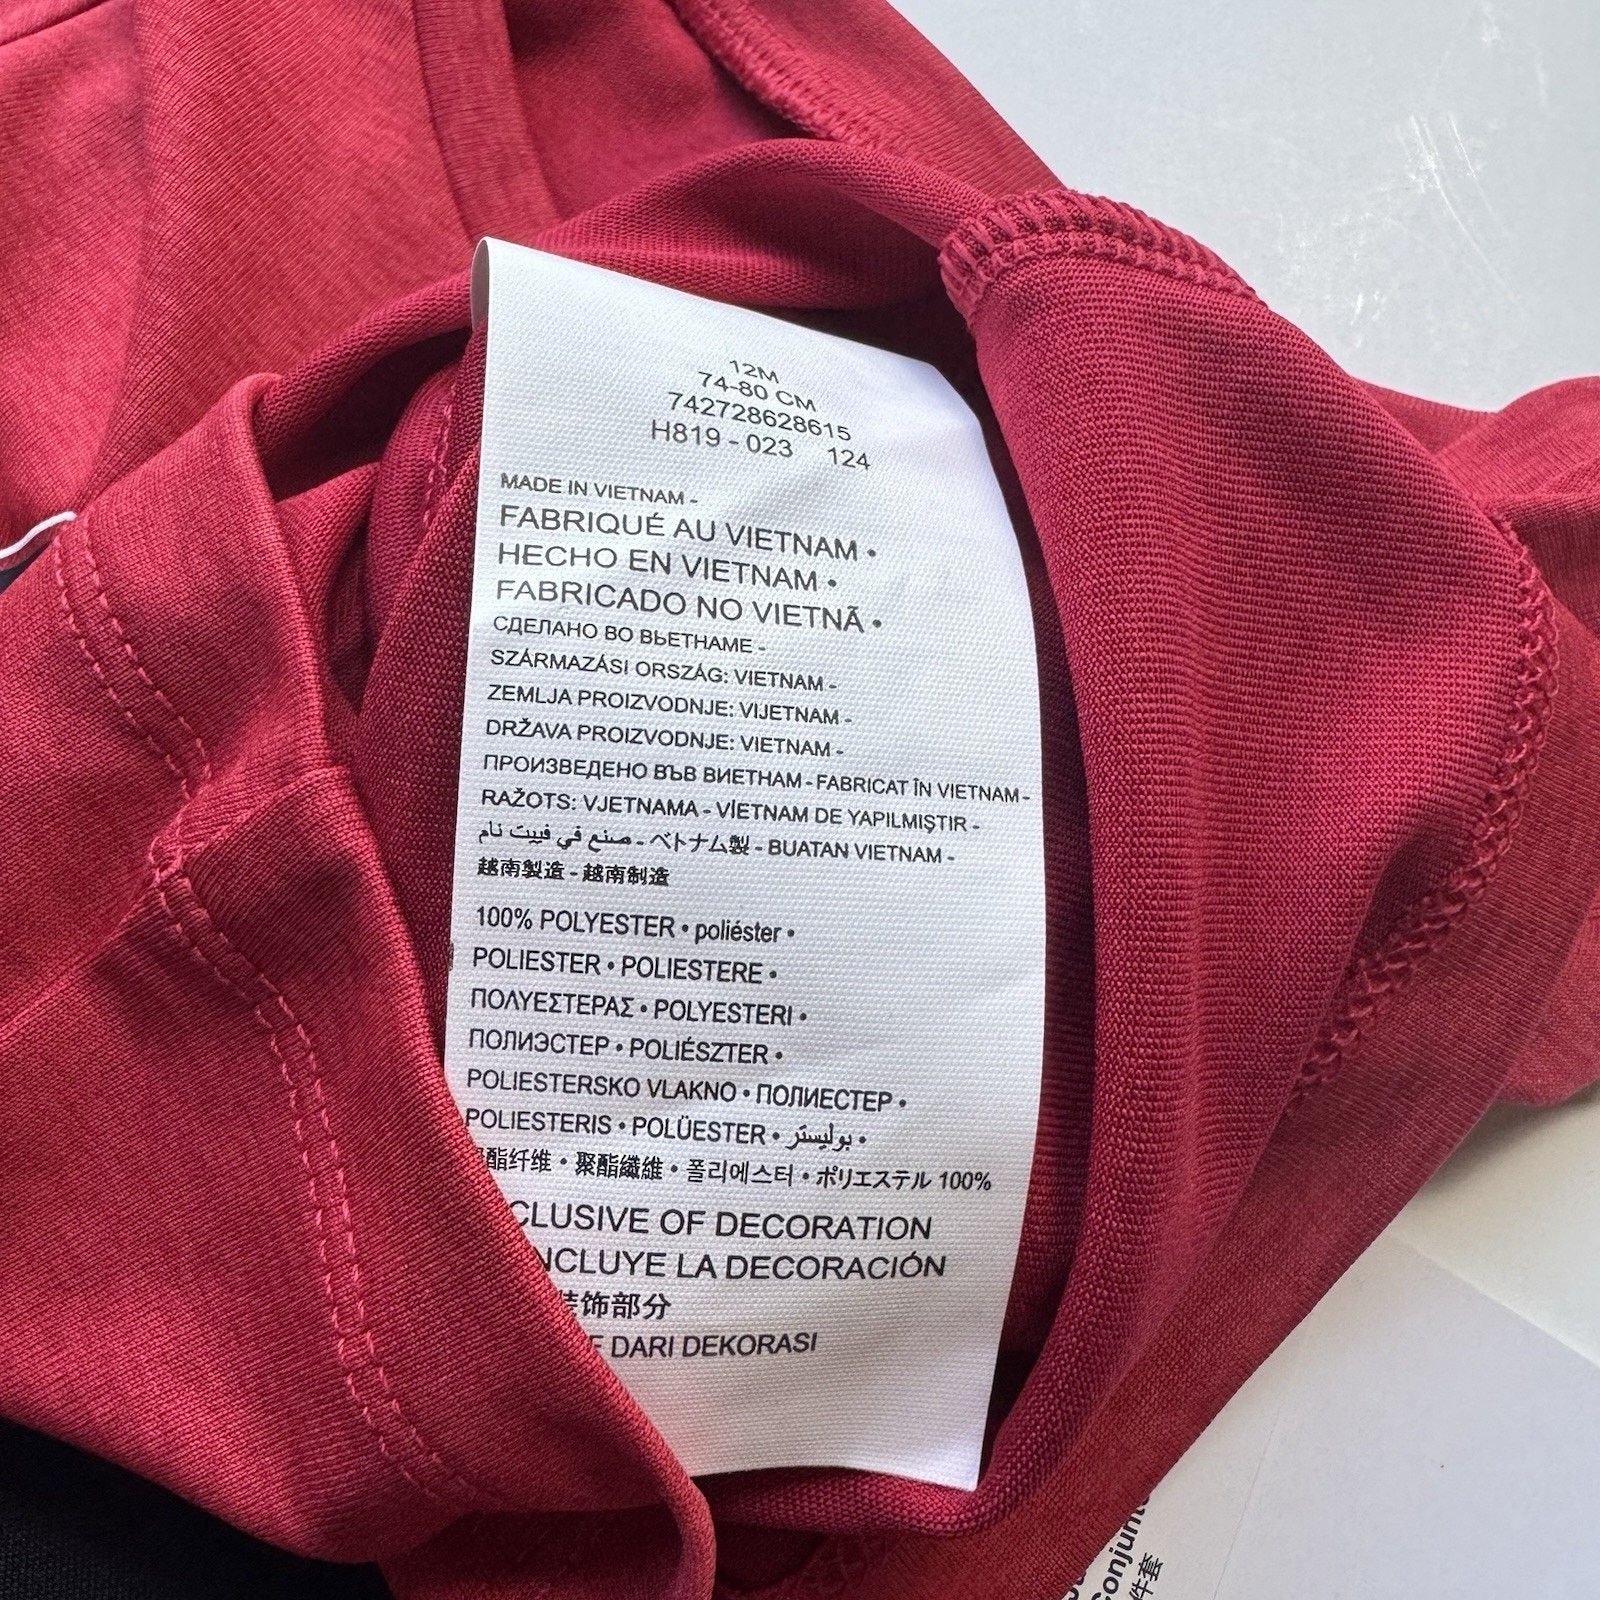 12M
74-80 CM
742728628615
H819 - 023 124
MADE IN VIETNAM -
FABRIQUÉ AU VIETNAM •
HECHO EN VIETNAM •
FABRICADO NO VIETNÃ •
СДЕЛАНО ВО ВЬЕТНАМЕ -
SZÁRMAZÁSI ORSZÁG: VIETNAM -
ZEMLJA PROIZVODNJE: VIJETNAM -
DRŽAVA PROIZVODNJE: VIETNAM -
ПРОИЗВЕДЕНО ВЪВ ВИЕТНАМ - FABRICAT ÎN VIETNAM -
RAŽOTS: VJETNAMA - VİETNAM DE YAPILMIŞTIR -
صنع في فييت نام - ベトナム製 - BUATAN VIETNAM -
越南製造 - 越南制造
100% POLYESTER • poliéster •
POLIESTER • POLIESTERE •
ΠΟΛΥΕΣΤΕΡΑΣ • POLYESTERI •
ПОЛИЭСТЕР • POLIÉSZTER •
POLIESTERSKO VLAKNO • ПОЛИЕСТЕР •
POLIESTERIS • POLÜESTER • بوليستر •
酯纤维 • 聚酯纖維 • 폴리에스터 • ポリエステル 100%
CLUSIVE OF DECORATION
NCLUYE LA DECORACIÓN
装饰部分
DARI DEKORASI
件套